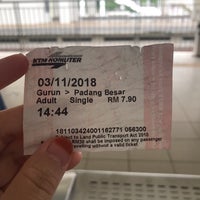 KTM KOMUTER
03/11/2018
Gurun > Padang Besar
Adult Single RM 7.90
14:44
181103424001162771 066300
Subject to Land Public Transport Act 2010
shall be imposed on any passenger
travelling without a valid ticket